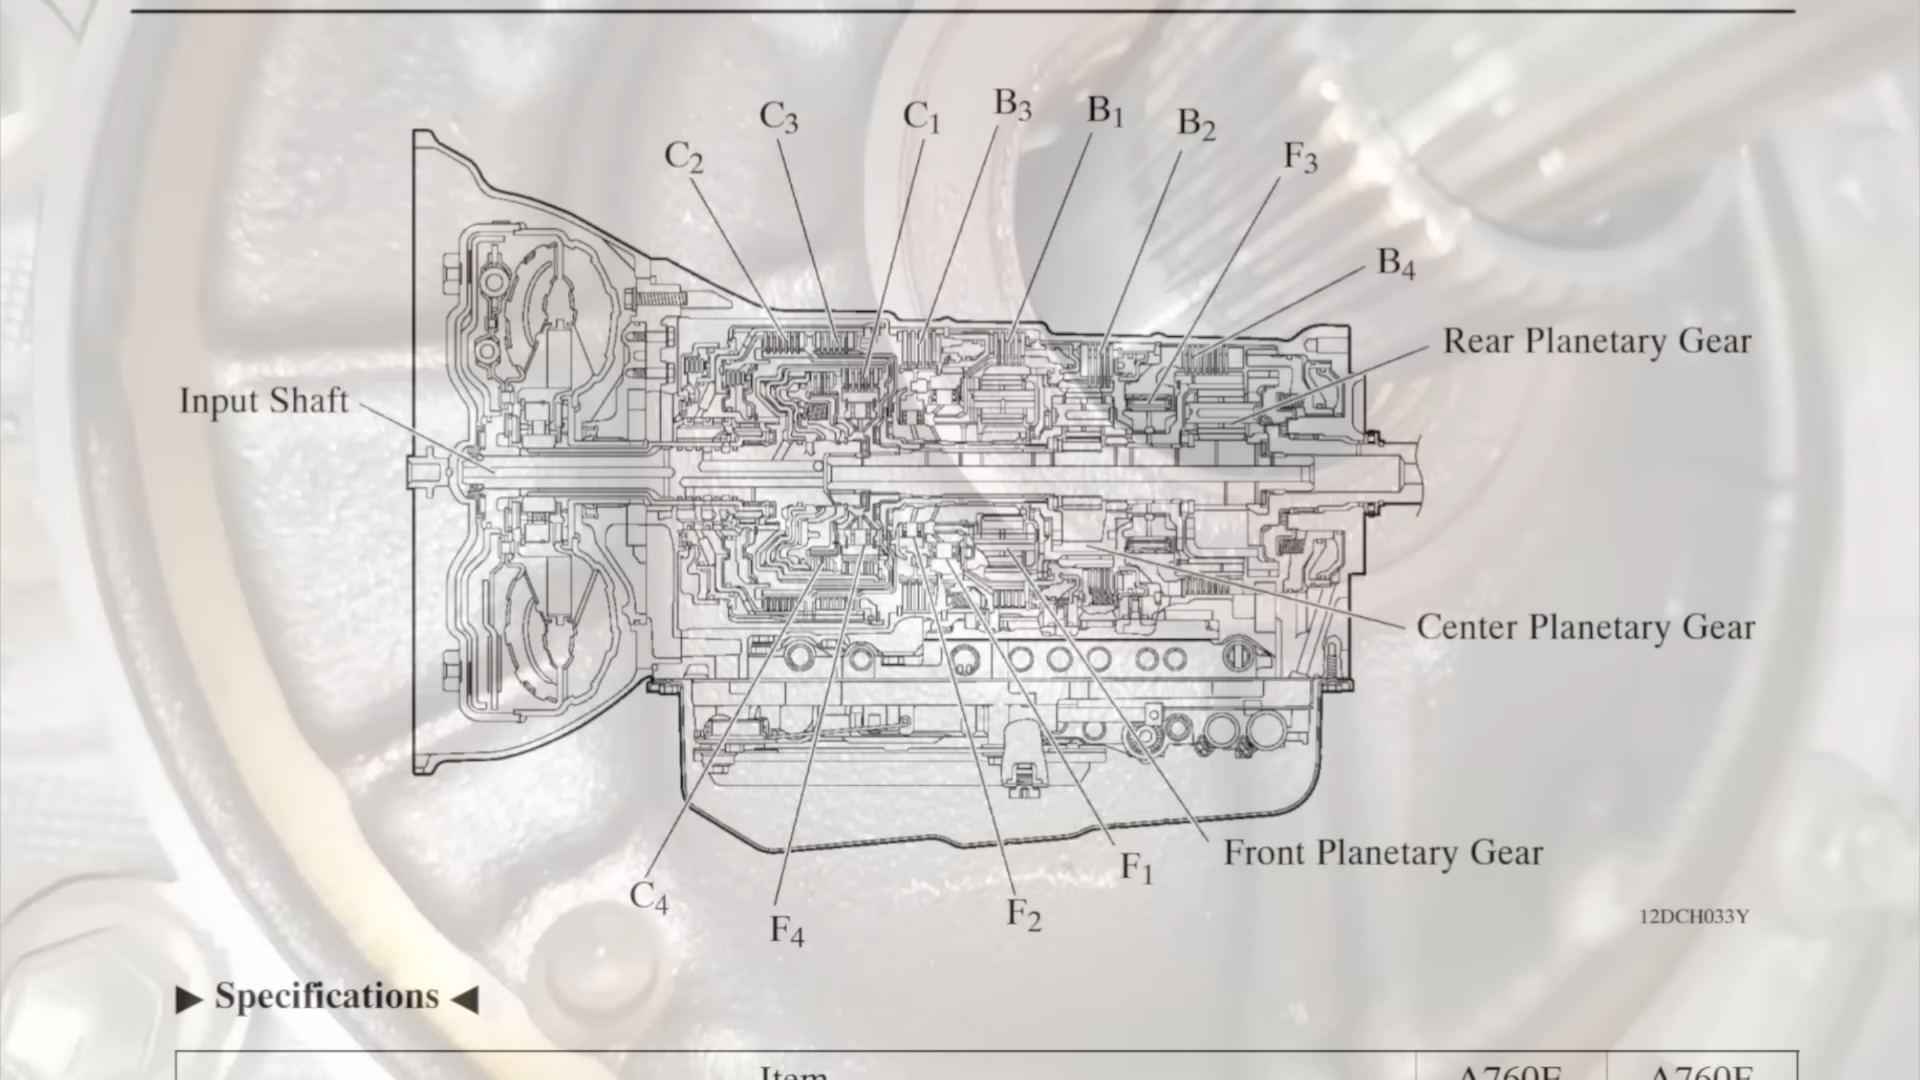 C3
C1
B3
B1
B2
C2
F3
B4
Rear Planetary Gear
Input Shaft
Center Planetary Gear
Front Planetary Gear
F1
C4
F2
F4
12DCH033Y
▶ Specifications ◀
Item